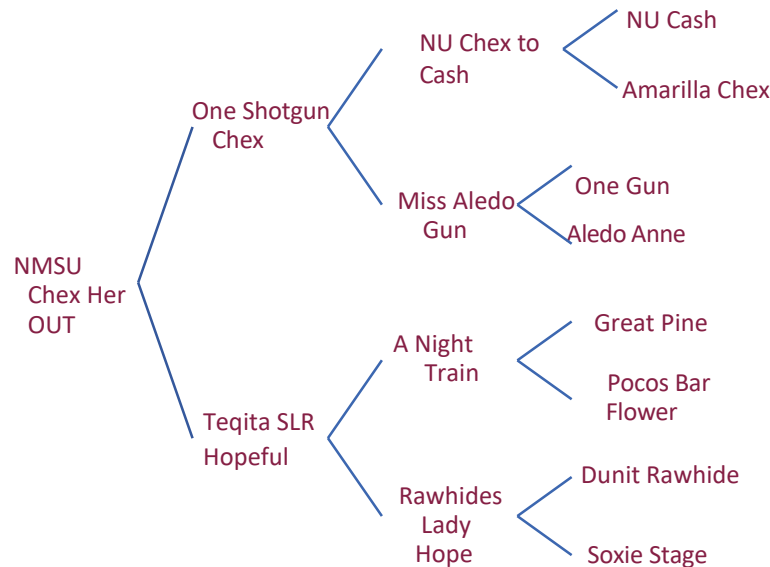 NU Cash
NU Chex to
Cash
Amarilla Chex
One Shotgun
Chex
One Gun
Miss Aledo
Gun
Aledo Anne
NMSU
Chex Her
OUT
Great Pine
A Night
Train
Pocos Bar
Flower
Teqita SLR
Hopeful
Dunit Rawhide
Rawhides
Lady
Hope
Soxie Stage